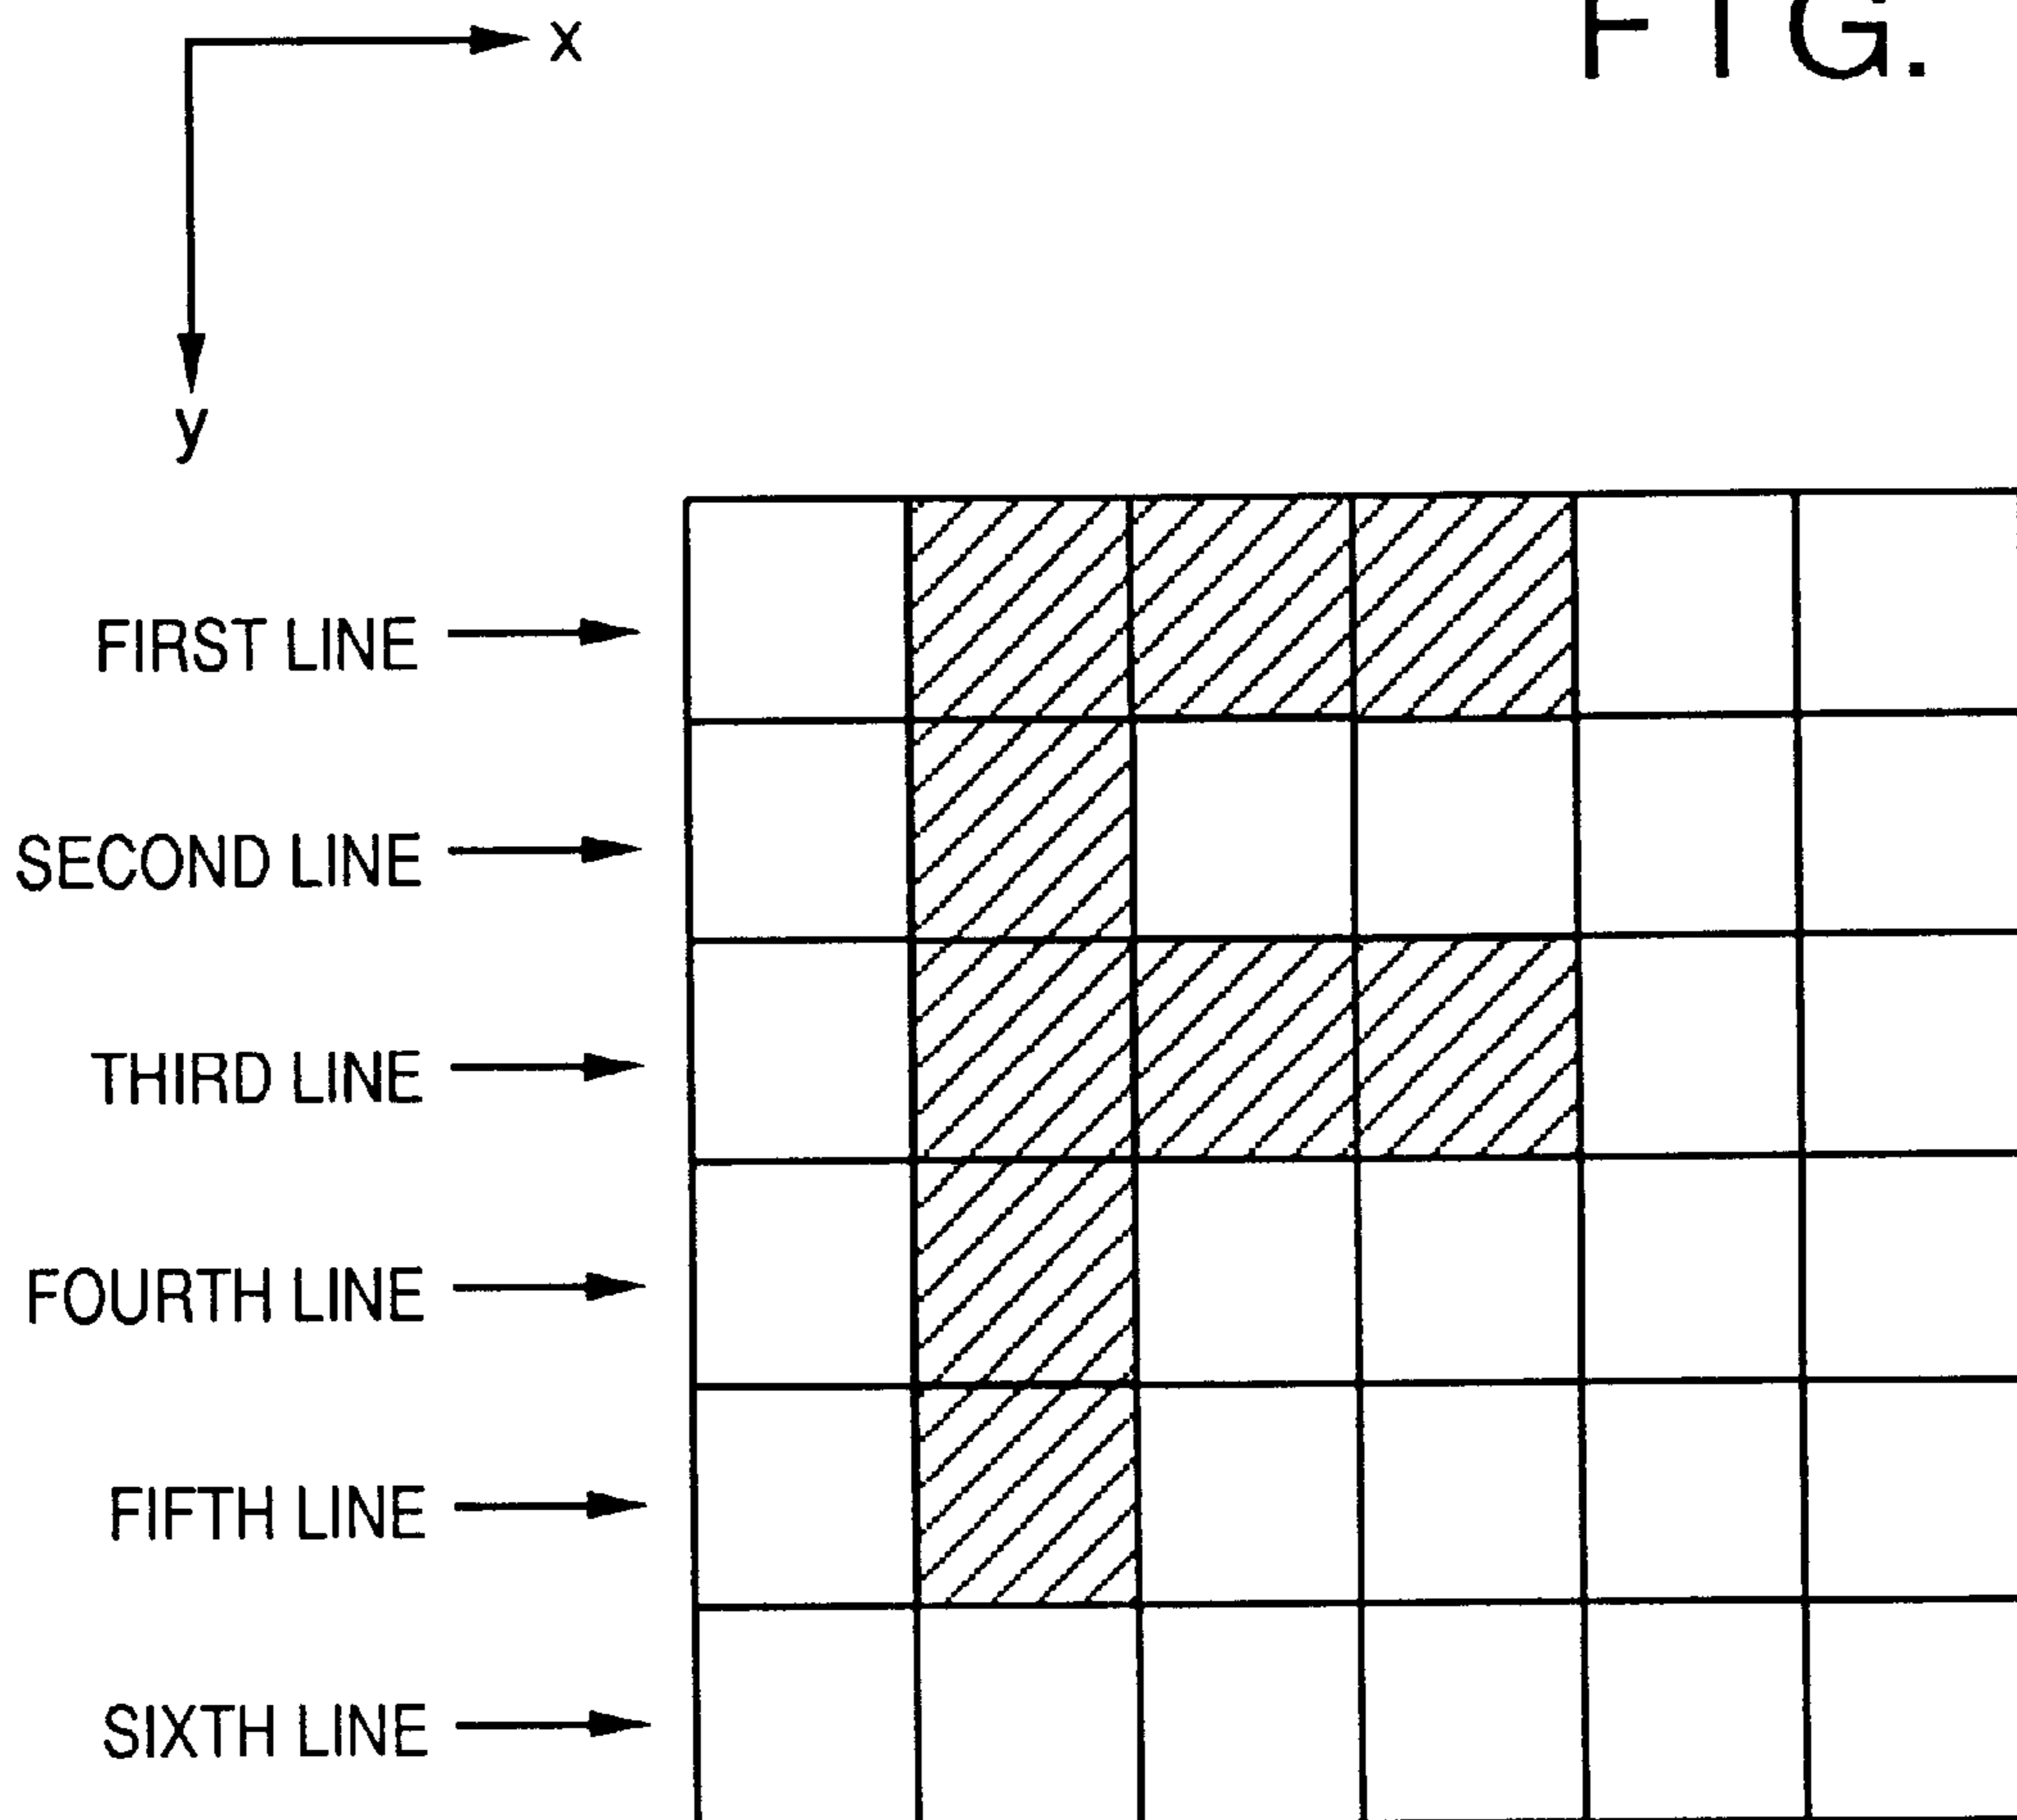 FIG.
x
y
FIRST LINE
SECOND LINE
THIRD LINE
FOURTH LINE
FIFTH LINE
SIXTH LINE